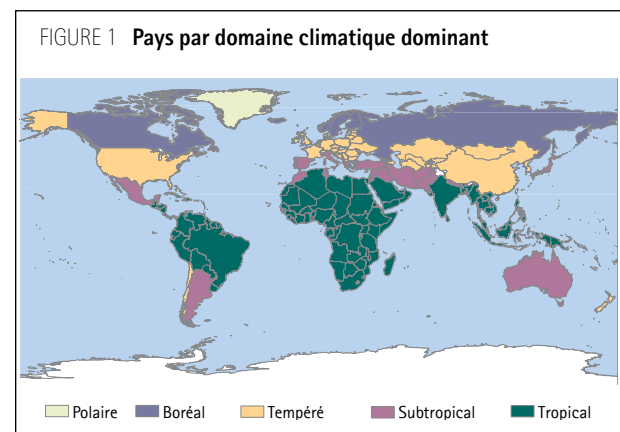 FIGURE 1 Pays par domaine climatique dominant
Polaire Boréal Tempéré Subtropical Tropical